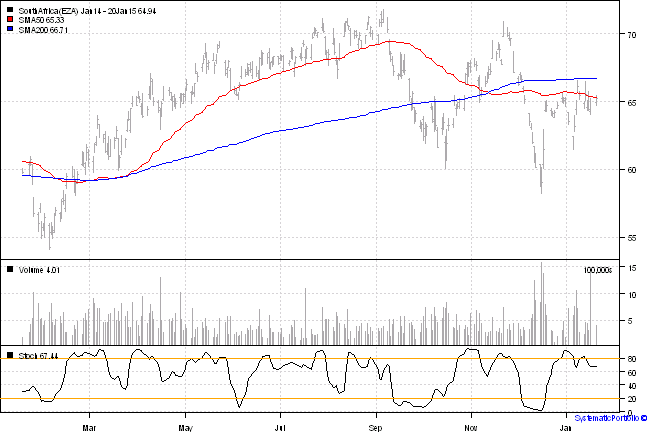 SouthAfrica(EZA) Jan14 - 20Jan15 64.94
SMA50 65.33
SMA200 66.71
70
65
60
55
Volume 4.01
100,000s
15
10
5
Stoch 67.44
80
60
40
20
0
Mar May Jul Sep Nov Jan
SystematicPortfolio ©